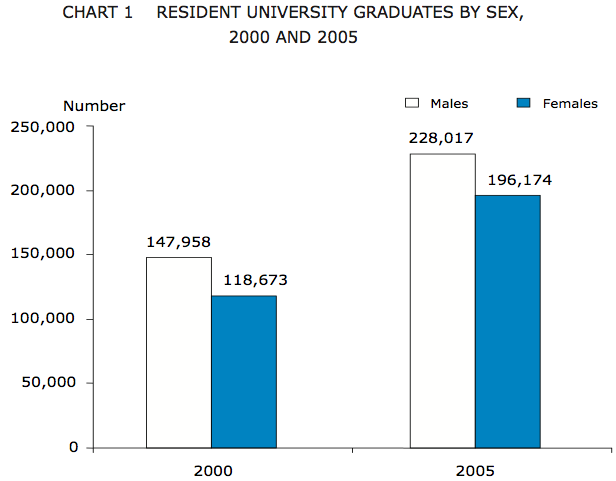 CHART 1 RESIDENT UNIVERSITY GRADUATES BY SEX,
2000 AND 2005
Number
Males Females
250,000
228,017
200,000
196,174
150,000
147,958
118,673
100,000
50,000
0
2000 2005